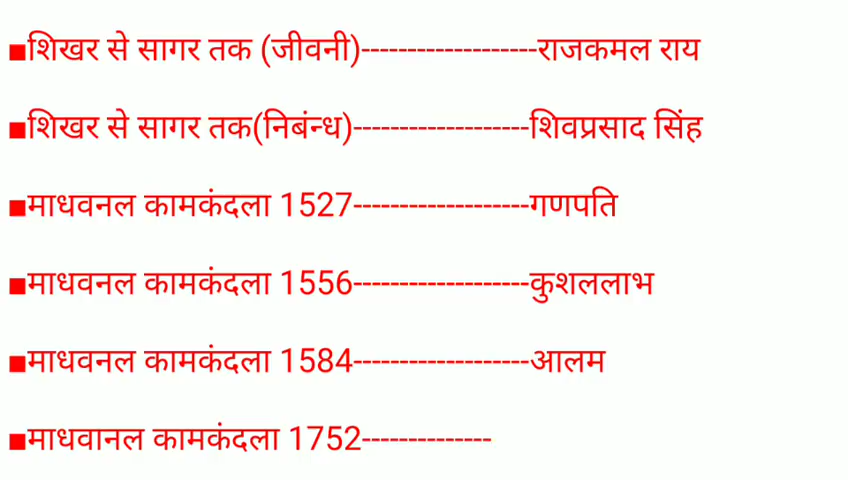 ■शिखर से सागर तक (जीवनी)-------------------राजकमल राय
■शिखर से सागर तक(निबंन्ध)-------------------शिवप्रसाद सिंह
■माधवनल कामकंदला 1527-------------------गणपति
■माधवनल कामकंदला 1556-------------------कुशललाभ
■माधवनल कामकंदला 1584-------------------आलम
■माधवानल कामकंदला 1752--------------